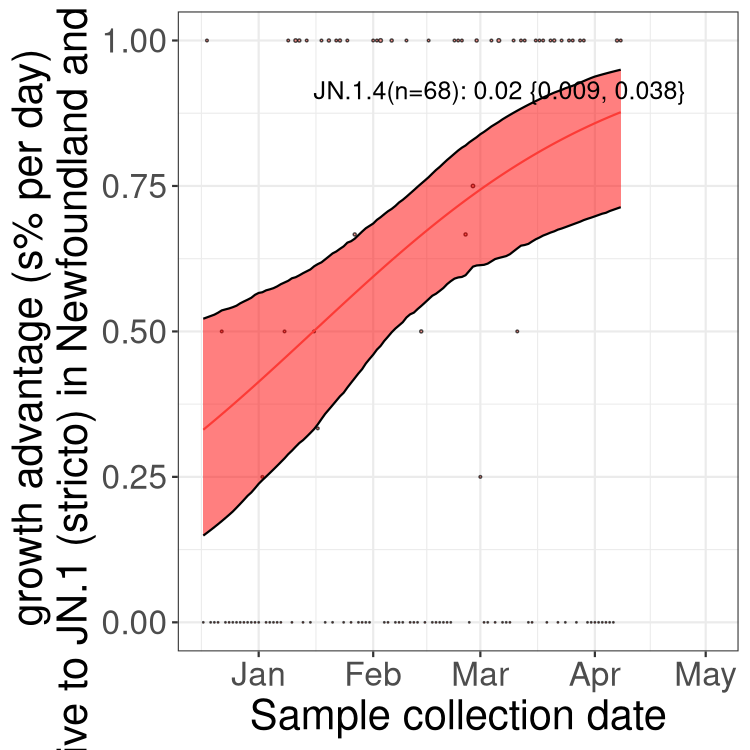 growth advantage (s% per day)
ive to JN.1 (stricto) in Newfoundland and
1.00
0.75
0.50
0.25
0.00
JN.1.4(n=68): 0.02 {0.009, 0.038}
Jan Feb Mar Apr May
Sample collection date